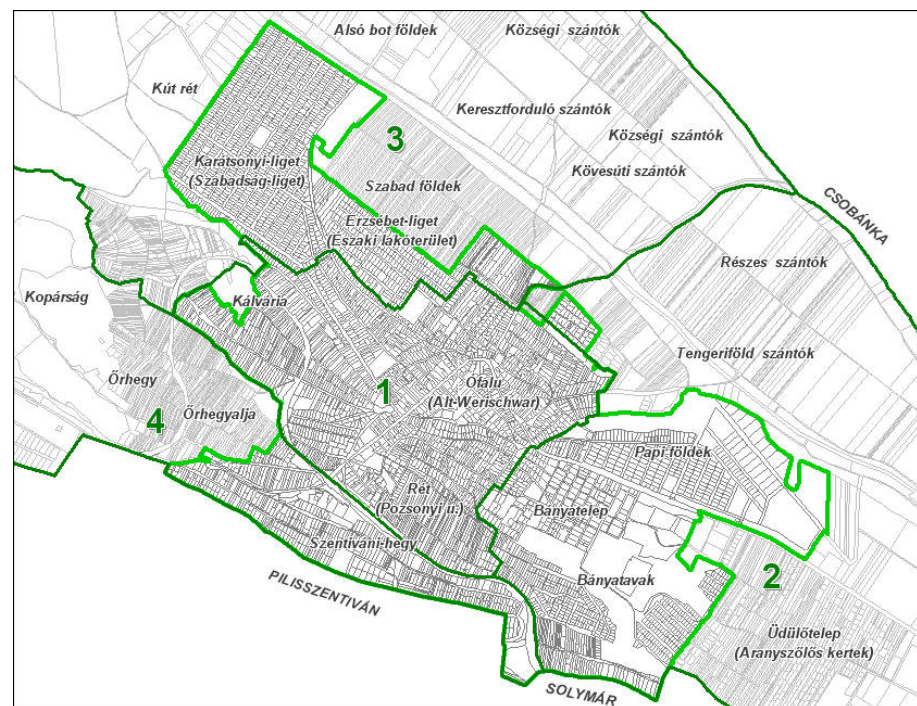 Alsó bot földek
Községi szántók
Kút rét
Keresztforduló szántók
3
Községi szántók
Karátsonyi-liget
(Szabadság-liget)
Szabad földek
Kövesúti szántók
CSOBÁNKA
Erzsébet-liget
(Északi lakóterület)
Részes szántók
Kopárság
Kálvária
Tengeriföld szántók
Őrhegy
1
Ófalu
(Alt-Werischwar)
4
Őrhegyalja
Papi földek
Rét
(Pozsonyi u.)
Bányatelep
Szentiváni-hegy
PILISSZENTIVÁN
Bányatavak
2
Üdülőtelep
(Aranyszőlős kertek)
SOLYMÁR